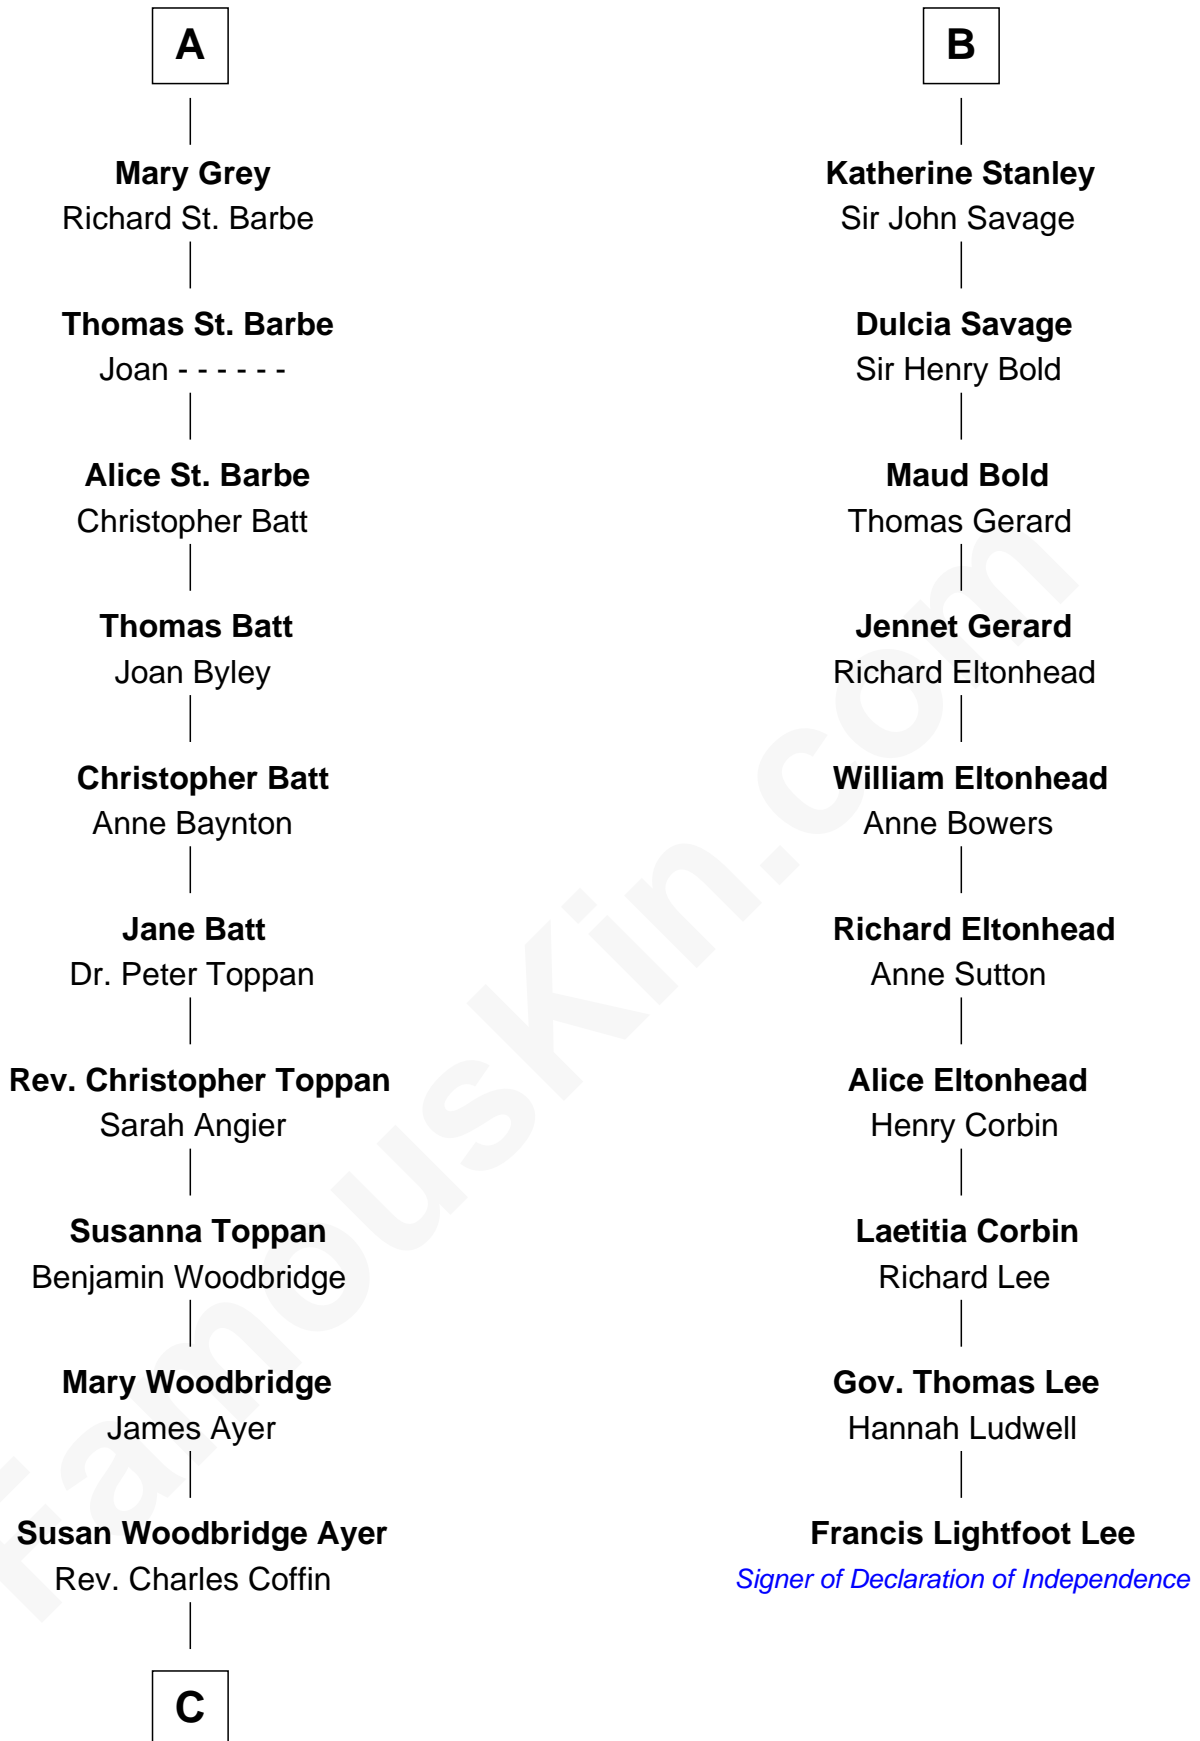 A
Mary Grey
Richard St. Barbe
Thomas St. Barbe
Joan - - - - - -
Alice St. Barbe
Christopher Batt
Thomas Batt
Joan Byley
Christopher Batt
Anne Baynton
Jane Batt
Dr. Peter Toppan
Rev. Christopher Toppan
Sarah Angier
Susanna Toppan
Benjamin Woodbridge
Mary Woodbridge
James Ayer
Susan Woodbridge Ayer
Rev. Charles Coffin
C
B
Katherine Stanley
Sir John Savage
Dulcia Savage
Sir Henry Bold
Maud Bold
Thomas Gerard
Jennet Gerard
Richard Eltonhead
William Eltonhead
Anne Bowers
Richard Eltonhead
Anne Sutton
Alice Eltonhead
Henry Corbin
Laetitia Corbin
Richard Lee
Gov. Thomas Lee
Hannah Ludwell
Francis Lightfoot Lee
Signer of Declaration of Independence
FamousKin.com